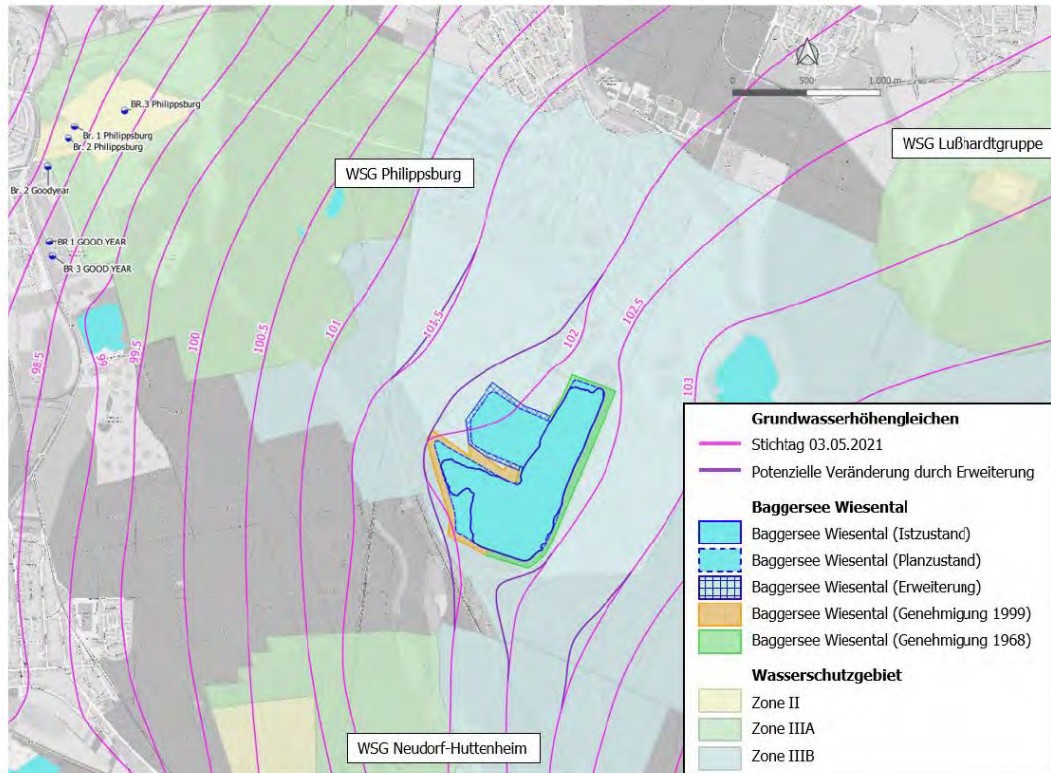 0 500 1.000 m
BR.3 Philippsburg
Br. 1 Philippsburg
Br. 2 Philippsburg
WSG Lußhardtgruppe
WSG Philippsburg
Br. 2 Goodyear
BR 1 GOOD YEAR
BR 3 GOOD YEAR
98.5
99
99.5
100
100.5
101
101.5
102
102.5
103
Grundwasserhöhengleichen
Stichtag 03.05.2021
Potenzielle Veränderung durch Erweiterung
Baggersee Wiesental
Baggersee Wiesental (Istzustand)
Baggersee Wiesental (Planzustand)
Baggersee Wiesental (Erweiterung)
Baggersee Wiesental (Genehmigung 1999)
Baggersee Wiesental (Genehmigung 1968)
Wasserschutzgebiet
Zone II
Zone IIIA
Zone IIIB
WSG Neudorf-Huttenheim